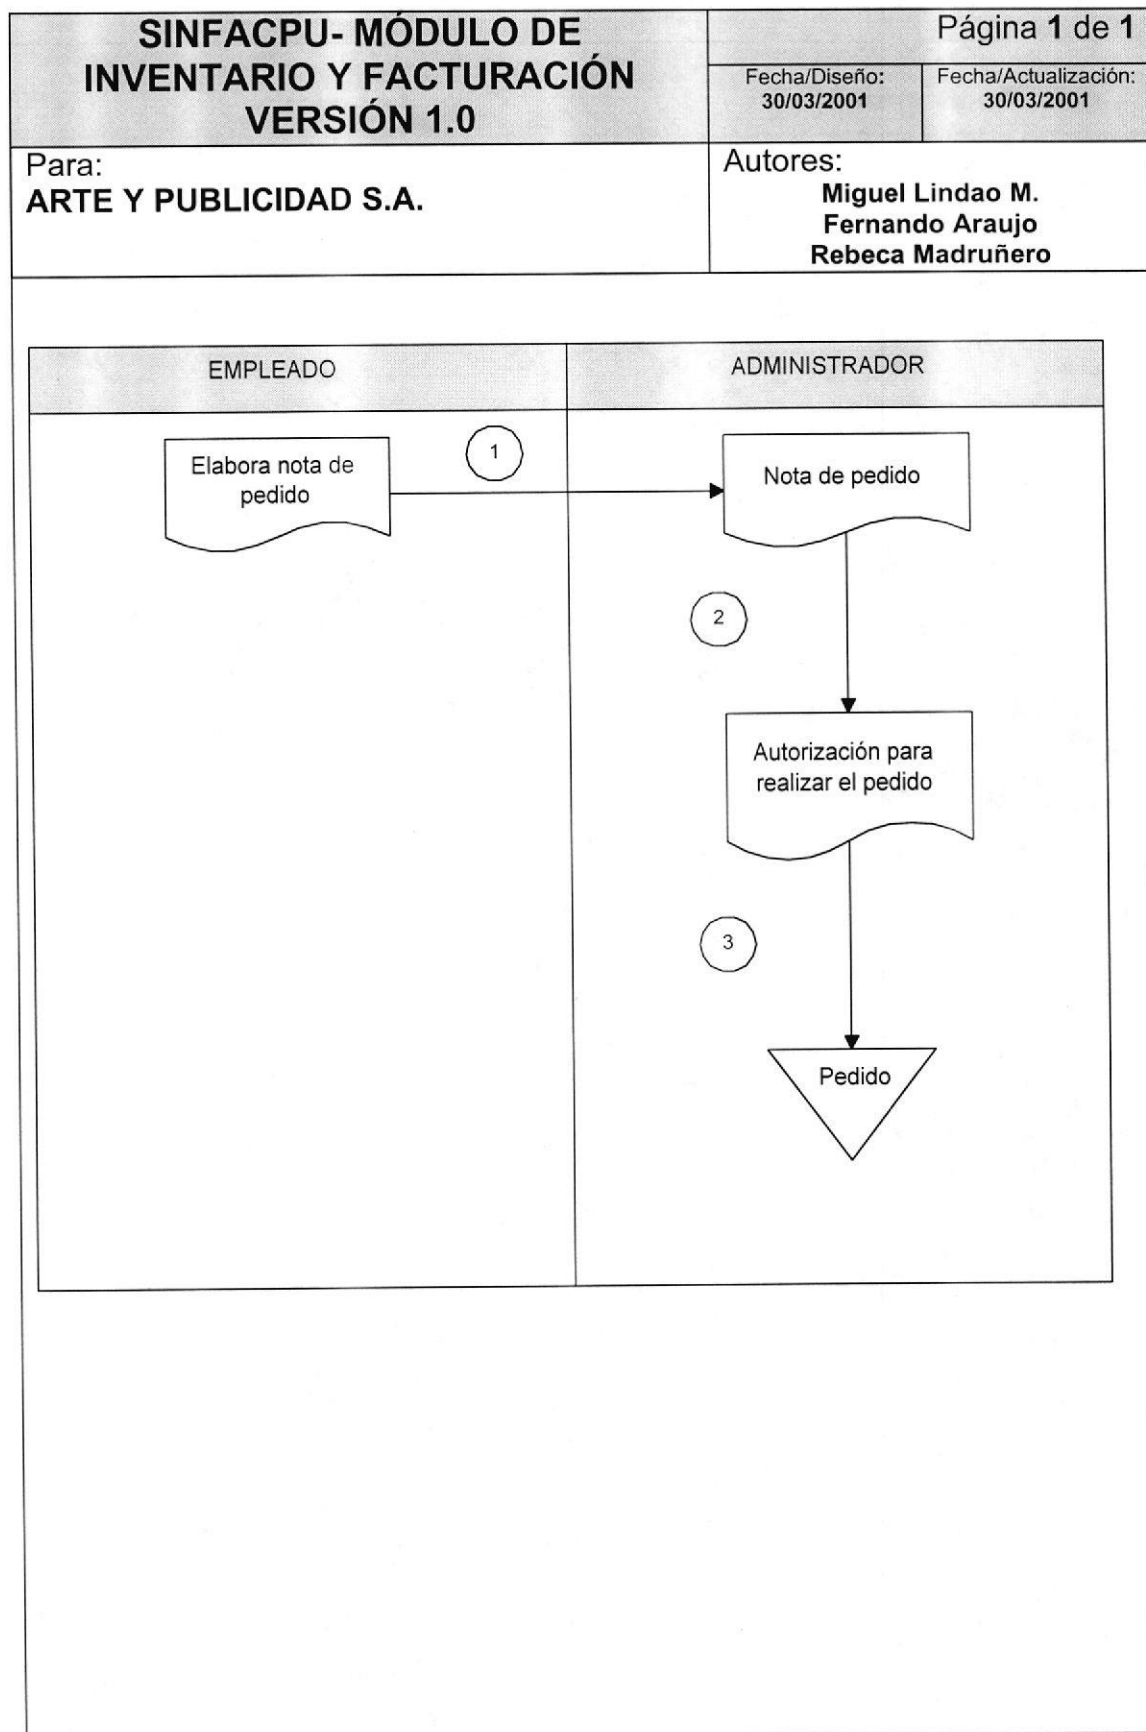 SINFACPU- MÓDULO DE
INVENTARIO Y FACTURACIÓN
VERSIÓN 1.0
Página 1 de 1
Fecha/Diseño:
30/03/2001
Fecha/Actualización:
30/03/2001
Para:
ARTE Y PUBLICIDAD S.A.
Autores:
Miguel Lindao M.
Fernando Araujo
Rebeca Madruñero
EMPLEADO
ADMINISTRADOR
Elabora nota de
pedido
1
Nota de pedido
2
Autorización para
realizar el pedido
3
Pedido